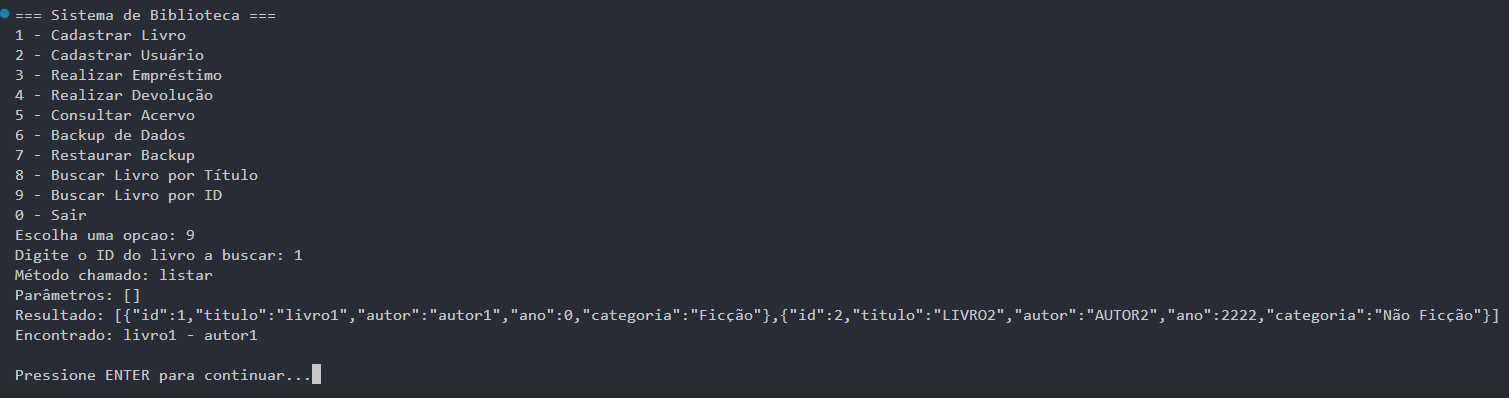 === Sistema de Biblioteca ===
1 - Cadastrar Livro
2 - Cadastrar Usuário
3 - Realizar Empréstimo
4 - Realizar Devolução
5 - Consultar Acervo
6 - Backup de Dados
7 - Restaurar Backup
8 - Buscar Livro por Título
9 - Buscar Livro por ID
0 - Sair
Escolha uma opcao: 9
Digite o ID do livro a buscar: 1
Método chamado: listar
Parâmetros: []
Resultado: [{"id":1,"titulo":"livro1","autor":"autor1","ano":0,"categoria":"Ficção"},{"id":2,"titulo":"LIVRO2","autor":"AUTOR2","ano":2222,"categoria":"Não Ficção"}]
Encontrado: livro1 - autor1
Pressione ENTER para continuar...